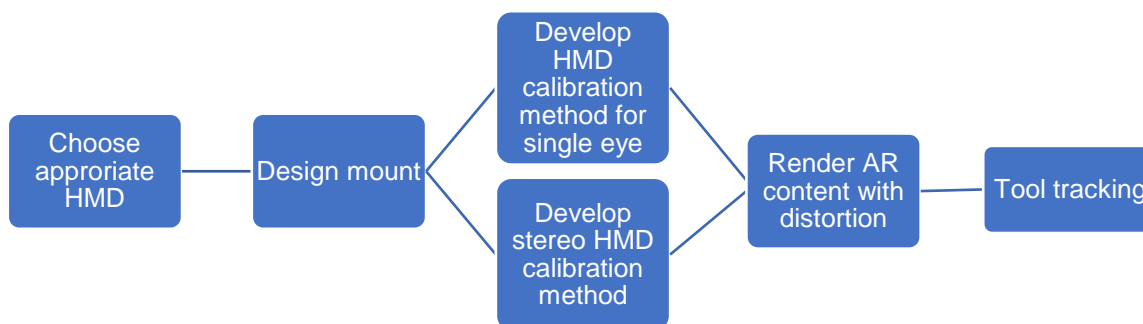 Choose
approriate
HMD
Design mount
Develop
HMD
calibration
method for
single eye
Develop
stereo HMD
calibration
method
Render AR
content with
distortion
Tool tracking